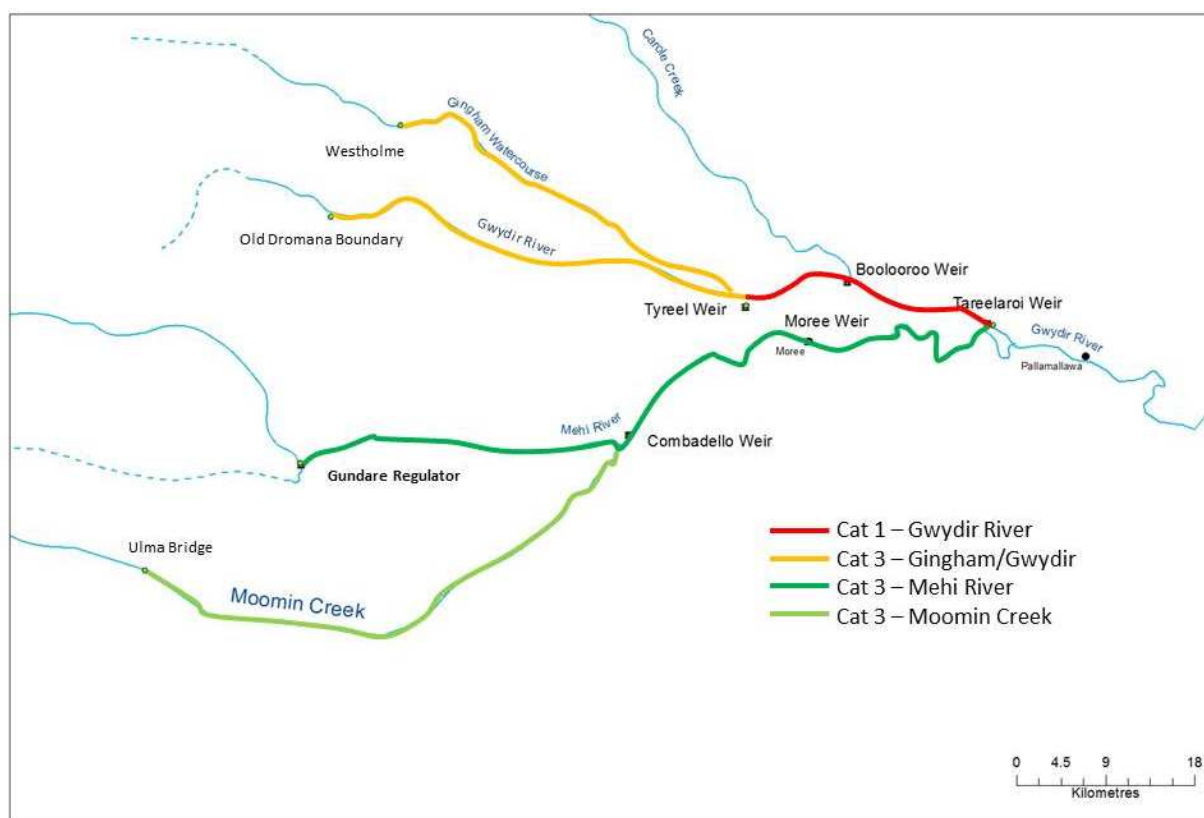 Carole Creek
Gingham Watercourse
Westholme
Gwydir River
Old Dromana Boundary
Boolooroo Weir
Tyreel Weir
Tareelaroi Weir
Moree Weir
Moree
Gwydir River
Pallamallawa
Mehi River
Combadello Weir
Gundare Regulator
Ulma Bridge
Moomin Creek
Cat 1 – Gwydir River
Cat 3 – Gingham/Gwydir
Cat 3 – Mehi River
Cat 3 – Moomin Creek
0 4.5 9 18
Kilometres